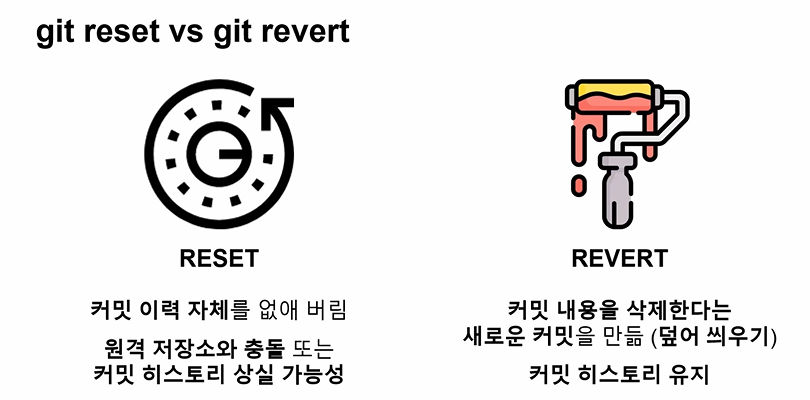 git reset vs git revert
RESET
커밋 이력 자체를 없애 버림
원격 저장소와 충돌 또는
커밋 히스토리 상실 가능성
REVERT
커밋 내용을 삭제한다는
새로운 커밋을 만듦 (덮어 씌우기)
커밋 히스토리 유지